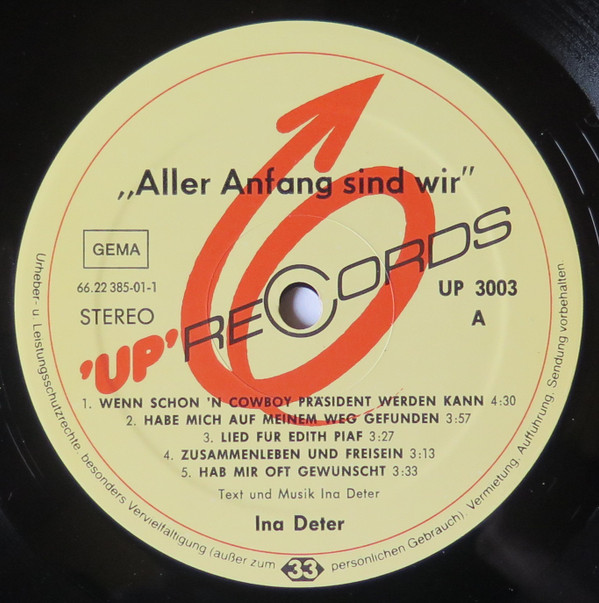 „Aller Anfang sind wir"
GEMA
66.22 385-01-1
STEREO
UP 3003
A
'UP' RECORDS
1. WENN SCHON 'N COWBOY PRÄSIDENT WERDEN KANN 4:30
2. HABE MICH AUF MEINEM WEG GEFUNDEN 3:57
3. LIED FUR EDITH PIAF 3:27
4. ZUSAMMENLEBEN UND FREISEIN 3:13
5. HAB MIR OFT GEWUNSCHT 3:33
Text und Musik Ina Deter
Ina Deter
33
Urheber- u. Leistungsschutzrechte, besonders Vervielfältigung (außer zum persönlichen Gebrauch), Vermietung, Aufführung, Sendung vorbehalten.